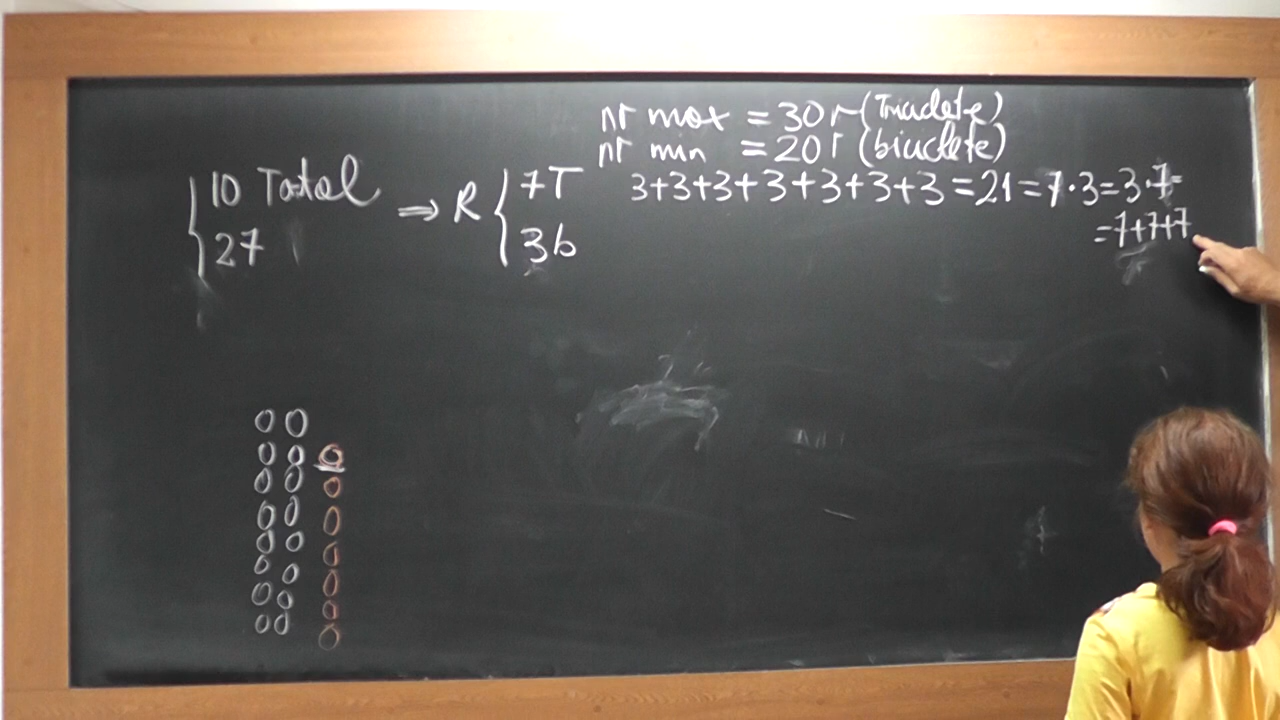 nr max = 30 r (Triciclete)
nr min = 20 r (biciclete)
10 Total
27
⇒ R
7T
3b
3+3+3+3+3+3+3=21=7·3=3·7=
=7+7+7